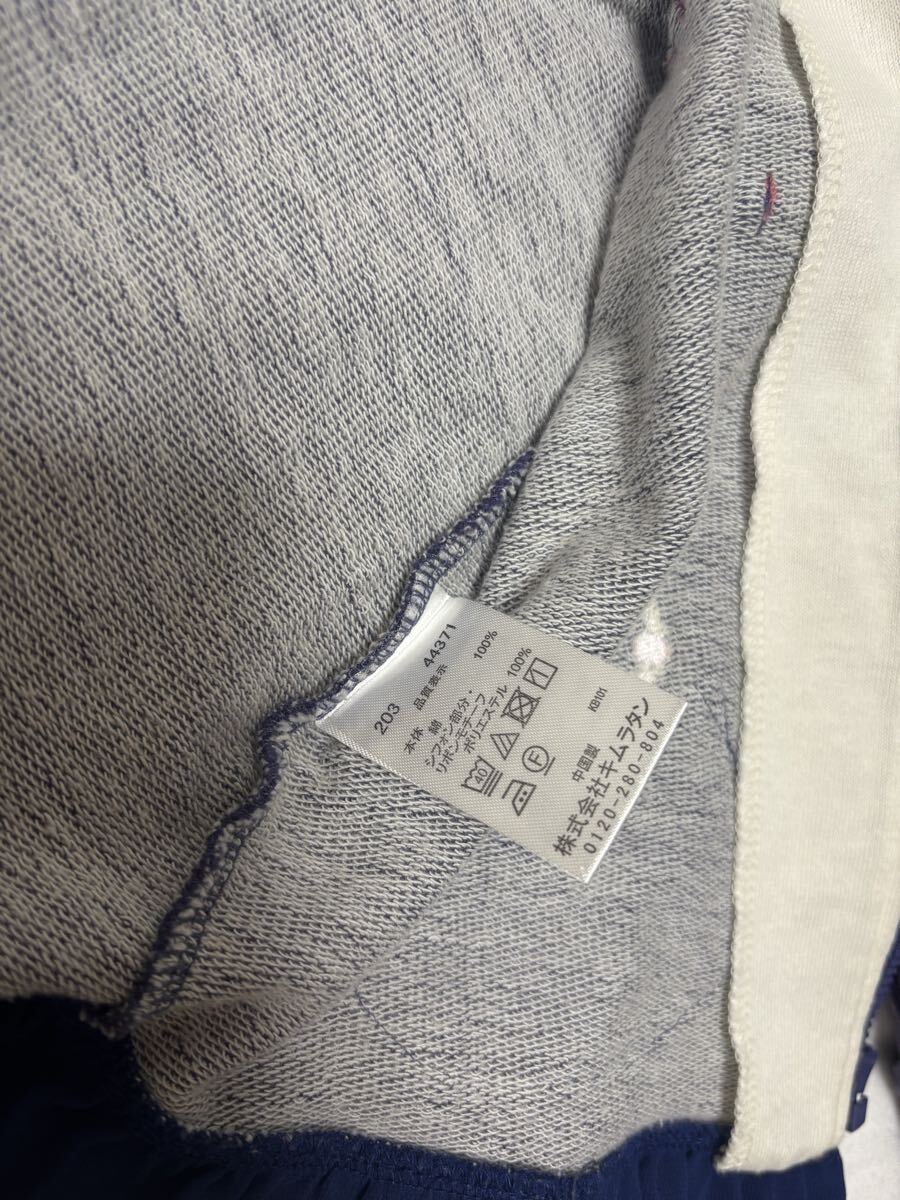 203 44371
品質表示
本体 綿 100%
シフォン部分・
リボンモチーフ
ポリエステル 100%
40
F
中国製 KB101
株式会社キムラタン
0120-280-804